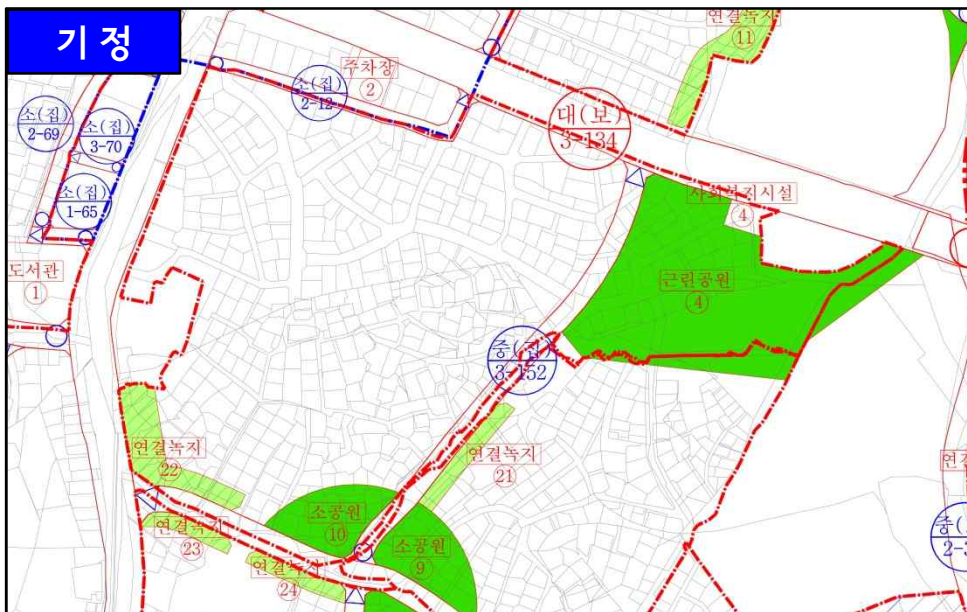 기 정
연결녹지
⑪
주차장
②
소(집)
2-12
소(집)
2-69
소(집)
3-70
소(집)
1-65
대(보)
3-134
사회복지시설
④
도서관
①
근린공원
④
중(집)
3-152
연결녹지
㉒
연결녹지
㉑
소공원
⑩
소공원
⑨
연결녹지
㉓
연결녹지
㉔